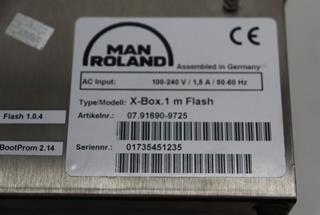 MAN
ROLAND
CE
Assembled in Germany
AC Input: 100-240 V / 1,5 A / 50-60 Hz
Type/Modell: X-Box.1 m Flash
Artikelnr.: 07.91690-9725
Flash 1.0.4
Seriennr.: 01735451235
BootProm 2.14